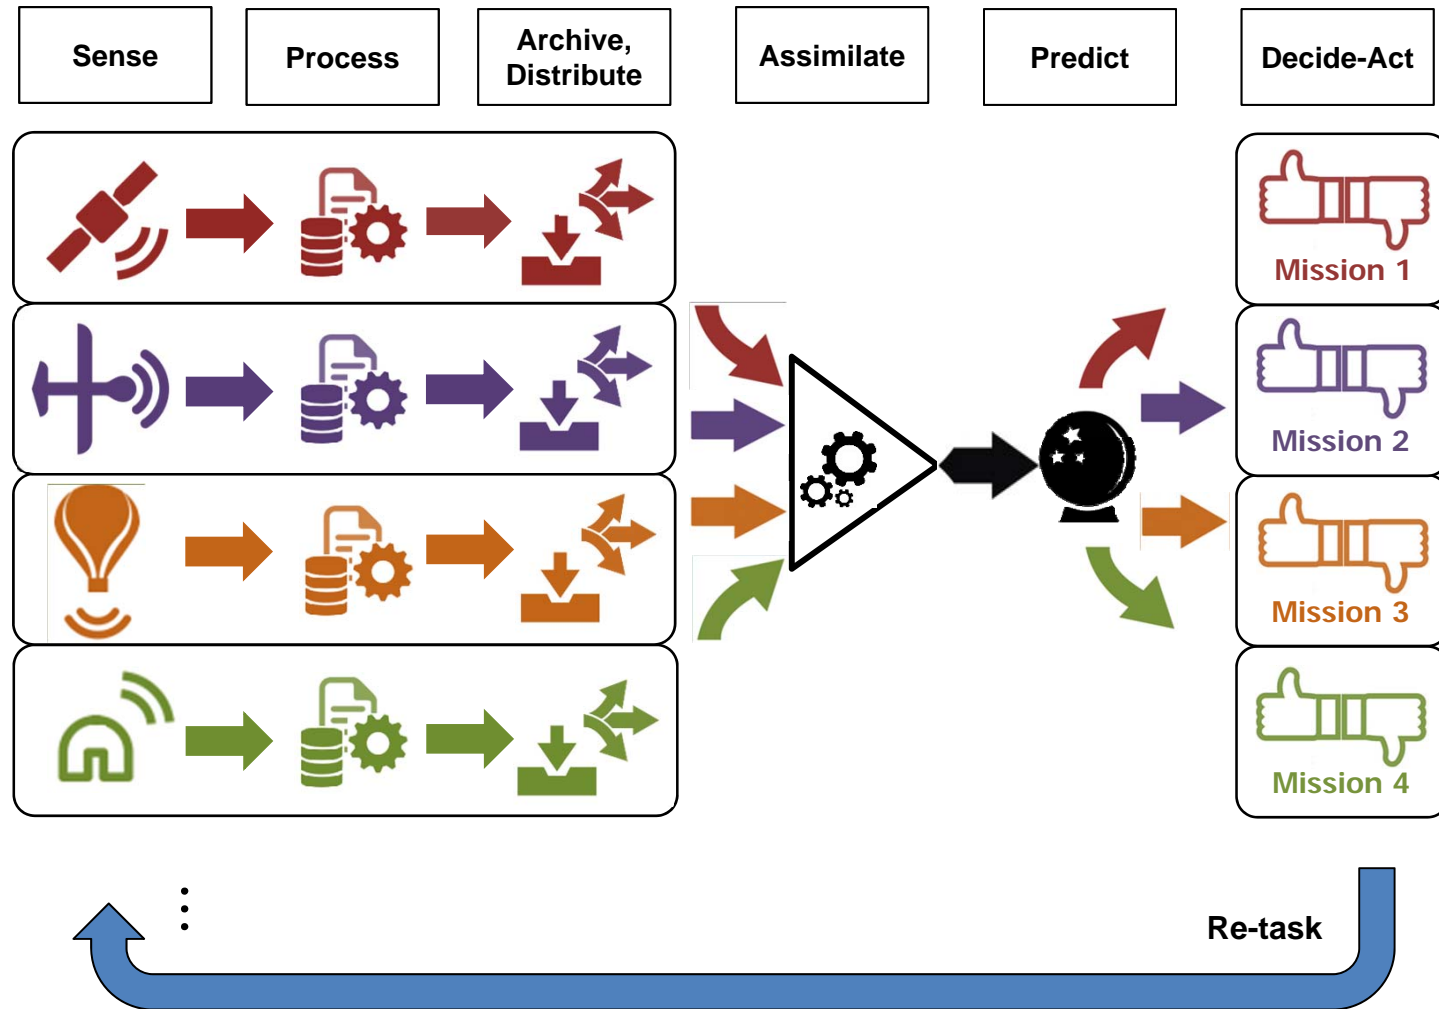 Sense
Process
Archive,
Distribute
Assimilate
Predict
Decide-Act
Mission 1
Mission 2
Mission 3
Mission 4
Re-task